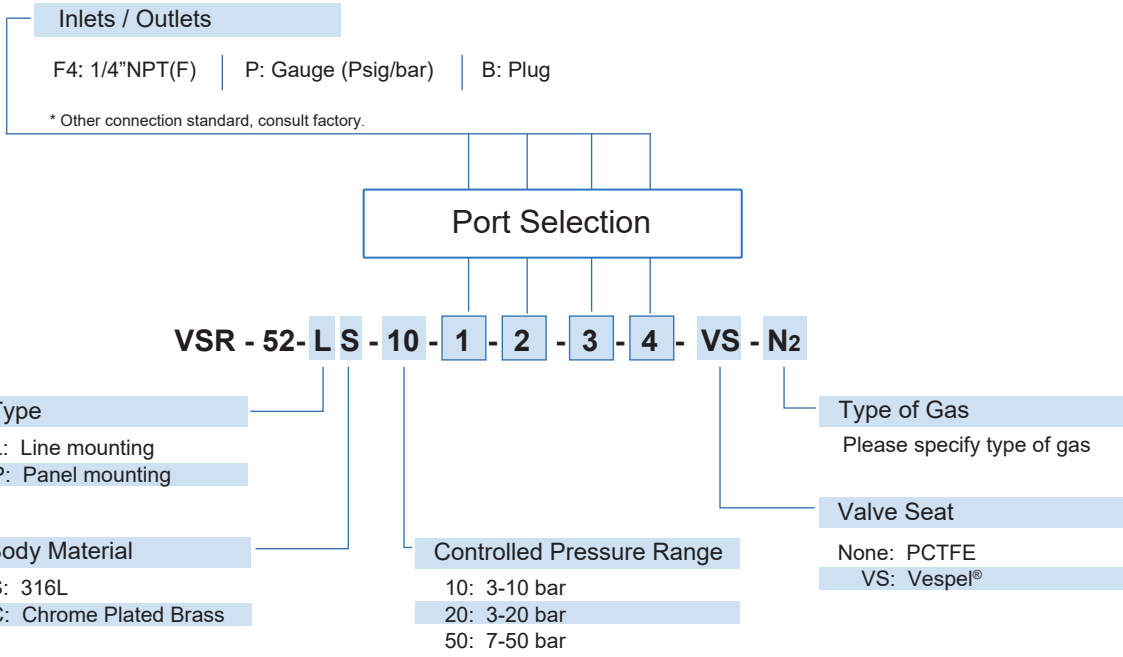 Inlets / Outlets
F4: 1/4”NPT(F) P: Gauge (Psig/bar) B: Plug
* Other connection standard, consult factory.
Port Selection
VSR - 52- L S - 10 - 1 - 2 - 3 - 4 - VS - N2
Type
L: Line mounting
P: Panel mounting
Body Material
S: 316L
C: Chrome Plated Brass
Controlled Pressure Range
10: 3-10 bar
20: 3-20 bar
50: 7-50 bar
Type of Gas
Please specify type of gas
Valve Seat
None: PCTFE
VS: Vespel®